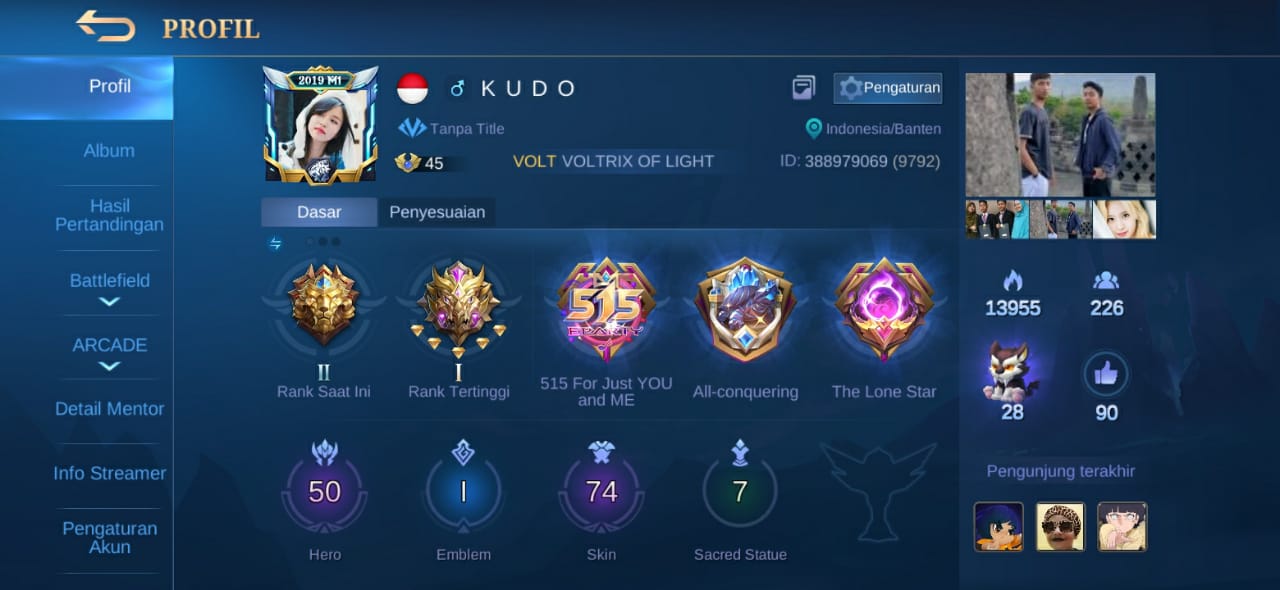 PROFIL
Profil
Album
Hasil
Pertandingan
Battlefield
ARCADE
Detail Mentor
Info Streamer
Pengaturan
Akun
2019 M1
K U D O
Pengaturan
Tanpa Title
Indonesia/Banten
45
VOLT VOLTRIX OF LIGHT
ID: 388979069 (9792)
Dasar
Penyesuaian
II
Rank Saat Ini
I
Rank Tertinggi
515
EPARTY
515 For Just YOU
and ME
All-conquering
The Lone Star
50
Hero
I
Emblem
74
Skin
7
Sacred Statue
13955
226
28
90
Pengunjung terakhir